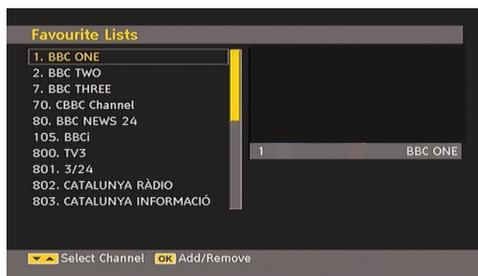 Favourite Lists
1. BBC ONE
2. BBC TWO
7. BBC THREE
70. CBBC Channel
80. BBC NEWS 24
105. BBCi
800. TV3
801. 3/24
802. CATALUNYA RÀDIO
803. CATALUNYA INFORMACIÓ
1 BBC ONE
Select Channel OK Add/Remove